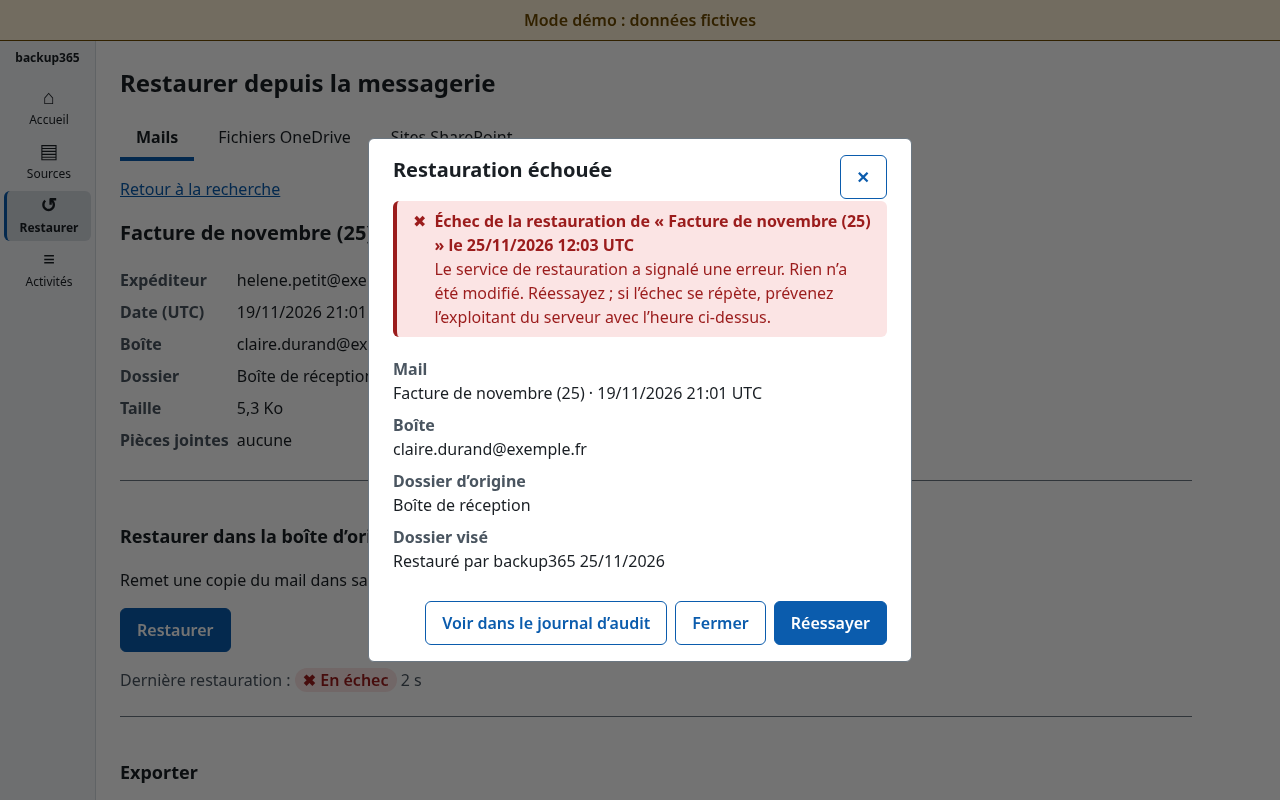 Mode démo : données fictives
backup365
Accueil
Sources
Restaurer
Activités
Restaurer depuis la messagerie
Mails
Fichiers OneDrive
Sites SharePoint
Retour à la recherche
Facture de novembre (25)
Expéditeur helene.petit@exe
Date (UTC) 19/11/2026 21:01
Boîte claire.durand@ex
Dossier Boîte de réception
Taille 5,3 Ko
Pièces jointes aucune
Restaurer dans la boîte d’ori
Remet une copie du mail dans sa
Restaurer
Dernière restauration : ✖ En échec 2 s
Exporter
Restauration échouée
×
✖ Échec de la restauration de « Facture de novembre (25)
» le 25/11/2026 12:03 UTC
Le service de restauration a signalé une erreur. Rien n’a
été modifié. Réessayez ; si l’échec se répète, prévenez
l’exploitant du serveur avec l’heure ci-dessus.
Mail
Facture de novembre (25) · 19/11/2026 21:01 UTC
Boîte
claire.durand@exemple.fr
Dossier d’origine
Boîte de réception
Dossier visé
Restauré par backup365 25/11/2026
Voir dans le journal d’audit
Fermer
Réessayer